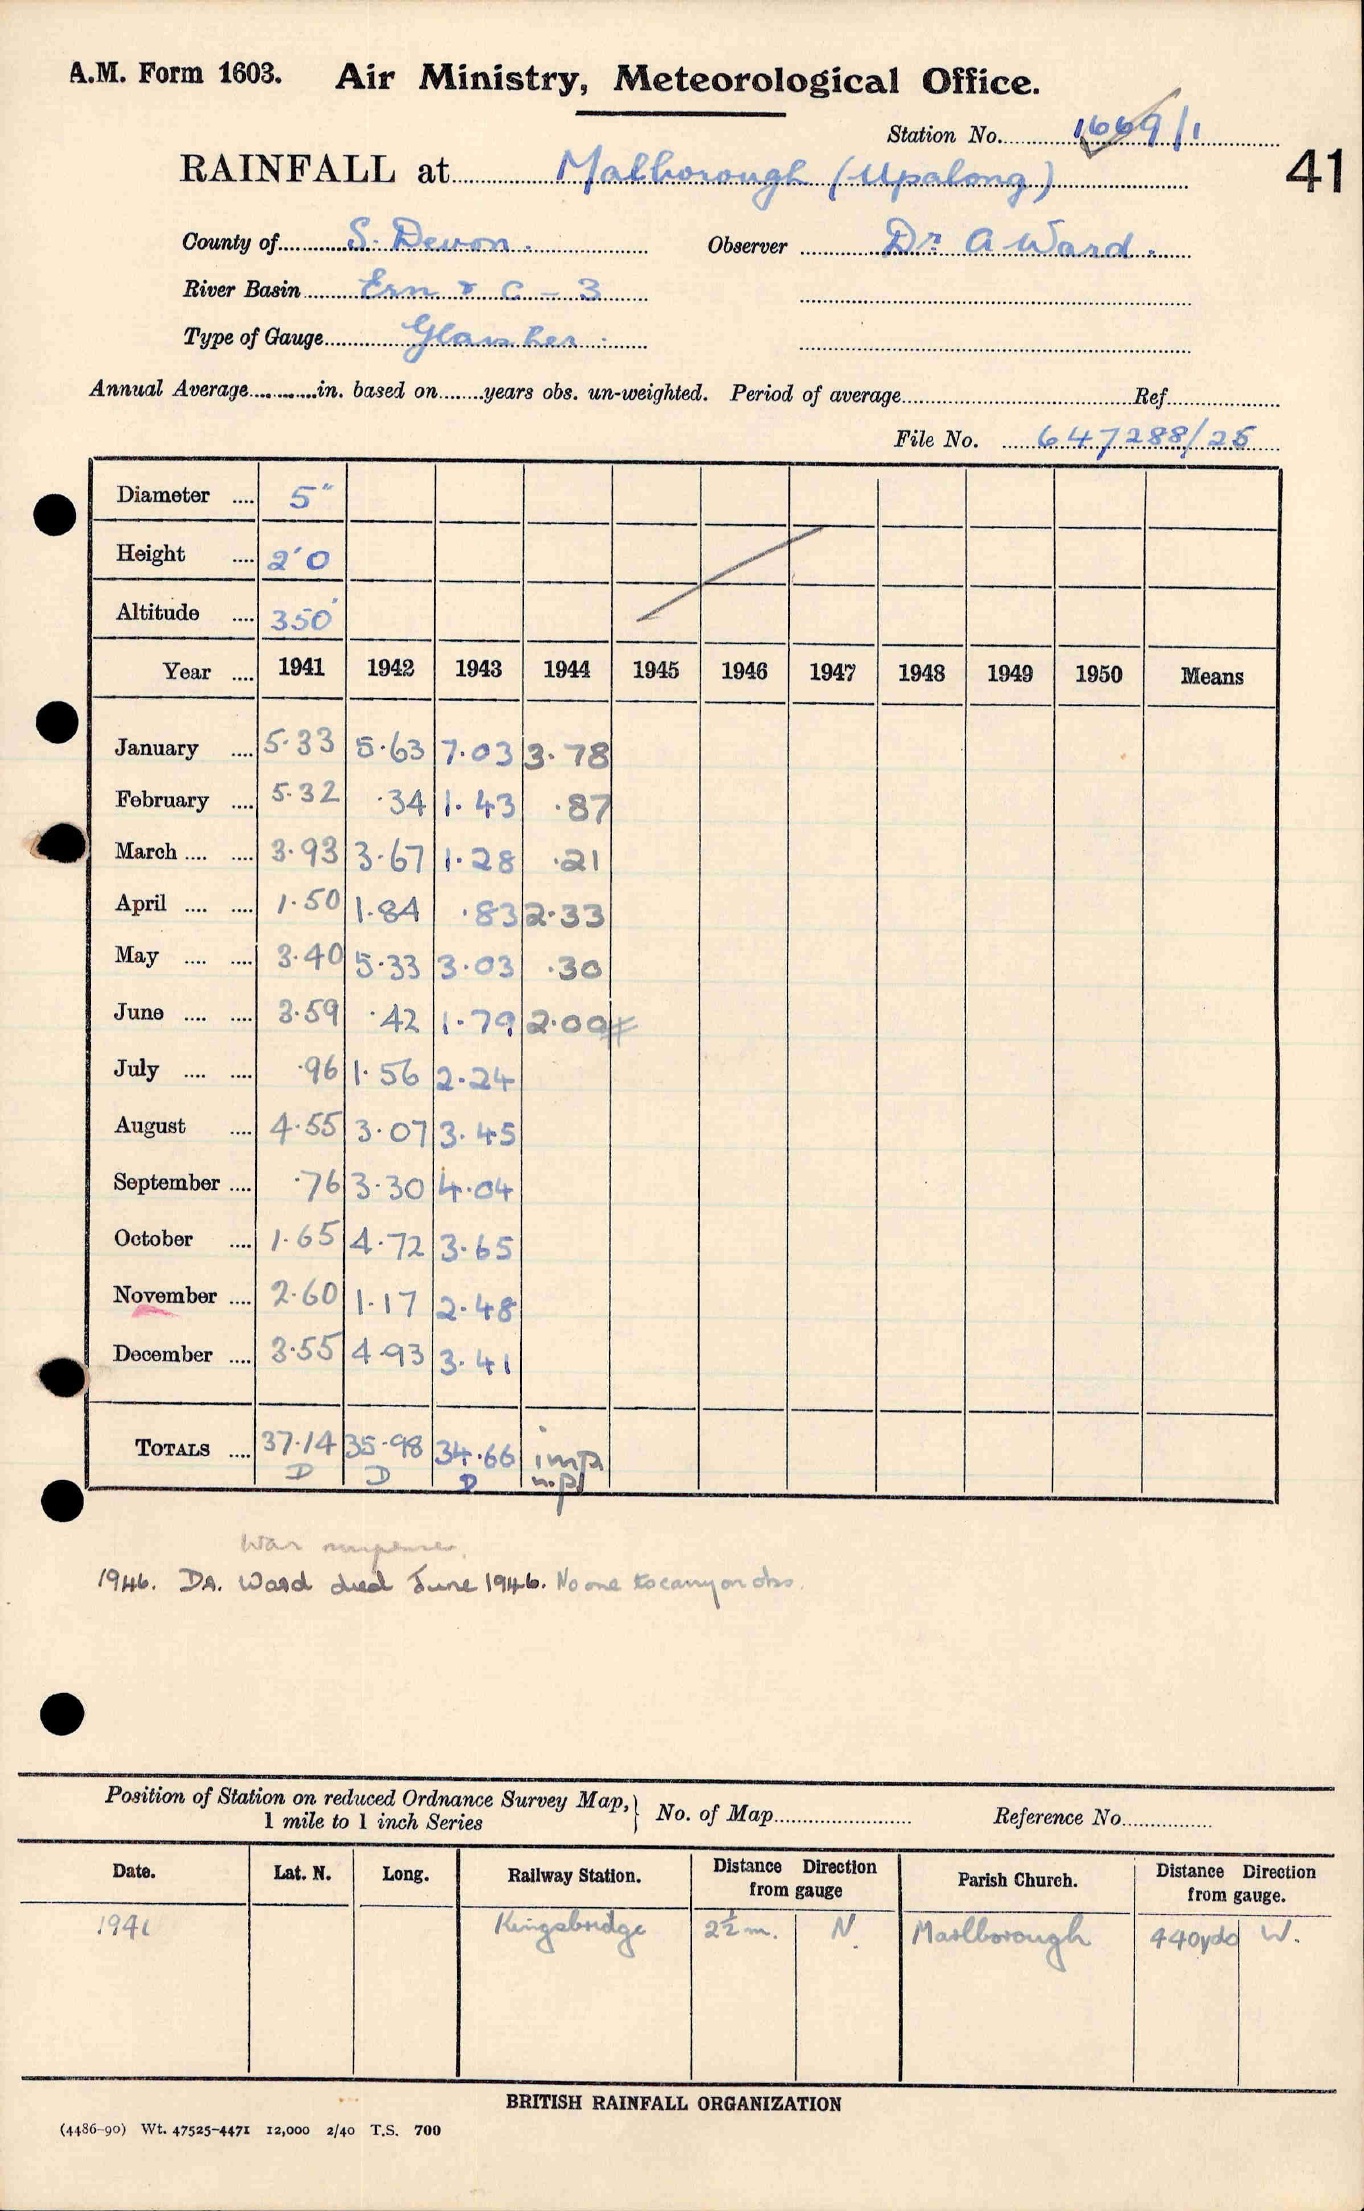 A.M. Form 1603. Air Ministry, Meteorological Office.
Station No. 1669/1
RAINFALL at Malborough (Upalong) 41
County of S. Devon. Observer Dr. A Ward.
River Basin Erm & C - 3
Type of Gauge Glaisher
Annual Average............in. based on........years obs. un-weighted. Period of average Ref
File No. 647288/25
Diameter .... 5"
Height .... 2'0
Altitude .... 350'
Year .... 1941 1942 1943 1944 1945 1946 1947 1948 1949 1950 Means
January .... 5.33 5.63 7.03 3.78
February .... 5.32 .34 1.43 .87
March .... .... 3.93 3.67 1.28 .21
April .... .... 1.50 1.84 .83 2.33
May .... .... 3.40 5.33 3.03 .30
June .... .... 3.59 .42 1.79 2.00#
July .... .... .96 1.56 2.24
August .... 4.55 3.07 3.45
September .... .76 3.30 4.04
October .... 1.65 4.72 3.65
November .... 2.60 1.17 2.48
December .... 3.55 4.93 3.41
TOTALS .... 37.14 35.98 34.66 imp
D D D n.p
War
1946. Dr. Ward died June 1946. No one to carry on obs.
Position of Station on reduced Ordnance Survey Map, } No. of Map Reference No.
1 mile to 1 inch Series
Date. Lat. N. Long. Railway Station. Distance Direction from gauge Parish Church. Distance Direction from gauge.
1941 Kingsbridge 2½ m. N. Marlborough 440yds W.
BRITISH RAINFALL ORGANIZATION
(4486-90) Wt. 47525-4471 12,000 2/40 T.S. 700